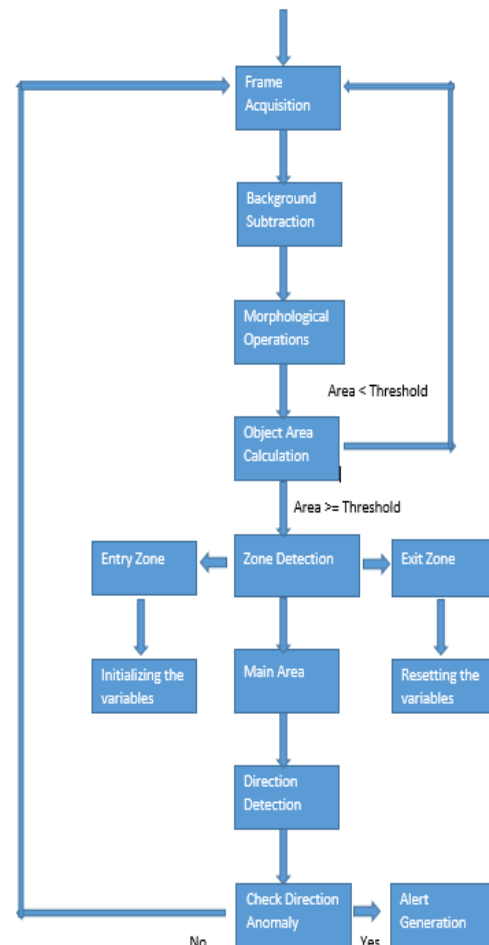 Frame
Acquisition
Background
Subtraction
Morphological
Operations
Area < Threshold
Object Area
Calculation
Area >= Threshold
Entry Zone
Zone Detection
Exit Zone
Initializing the
variables
Main Area
Resetting the
variables
Direction
Detection
Check Direction
Anomaly
Alert
Generation
No
Yes